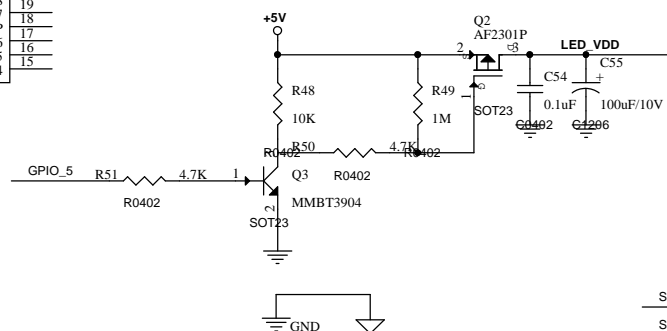 19
18
17
16
15
+5V
Q2
AF2301P
2
S
D
3
LED_VDD
G
1
SOT23
R48
10K
R0402
R49
1M
R0402
C54
0.1uF
C0402
C55
+
100uF/10V
C1206
R50
4.7K
R0402
GPIO_5
R51
4.7K
R0402
1
Q3
MMBT3904
2
SOT23
GND
S
S